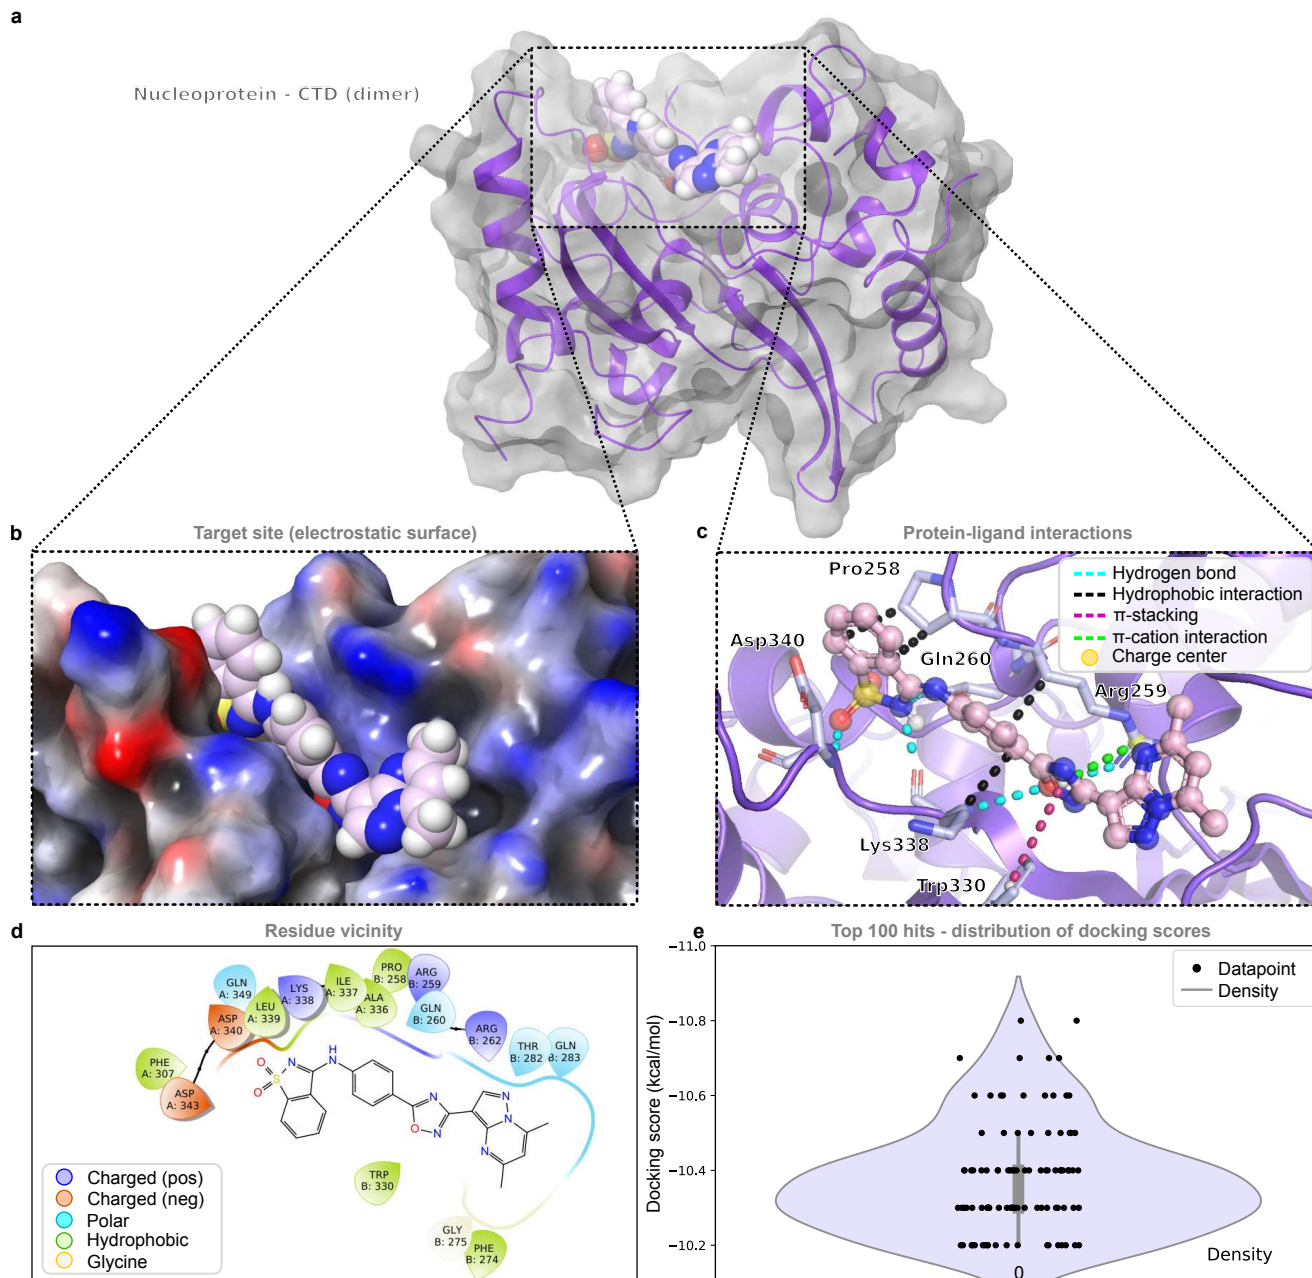 a
Nucleoprotein - CTD (dimer)
b
Target site (electrostatic surface)
c
Protein-ligand interactions
Pro258
Asp340
Gln260
Arg259
Lys338
Trp330
Hydrogen bond
Hydrophobic interaction
π-stacking
π-cation interaction
Charge center
d
Residue vicinity
GLN
A: 349
LYS
A: 338
ILE
A: 337
PRO
B: 258
ARG
B: 259
ASP
A: 340
LEU
A: 339
ALA
A: 336
GLN
B: 260
ARG
B: 262
THR
B: 282
GLN
B: 283
PHE
A: 307
ASP
A: 343
TRP
B: 330
GLY
B: 275
PHE
B: 274
H
N
N
O
S
O
N
N
O
N
N
N
N
Charged (pos)
Charged (neg)
Polar
Hydrophobic
Glycine
e
Top 100 hits - distribution of docking scores
Docking score (kcal/mol)
-11.0
-10.8
-10.6
-10.4
-10.2
Datapoint
Density
Density
0